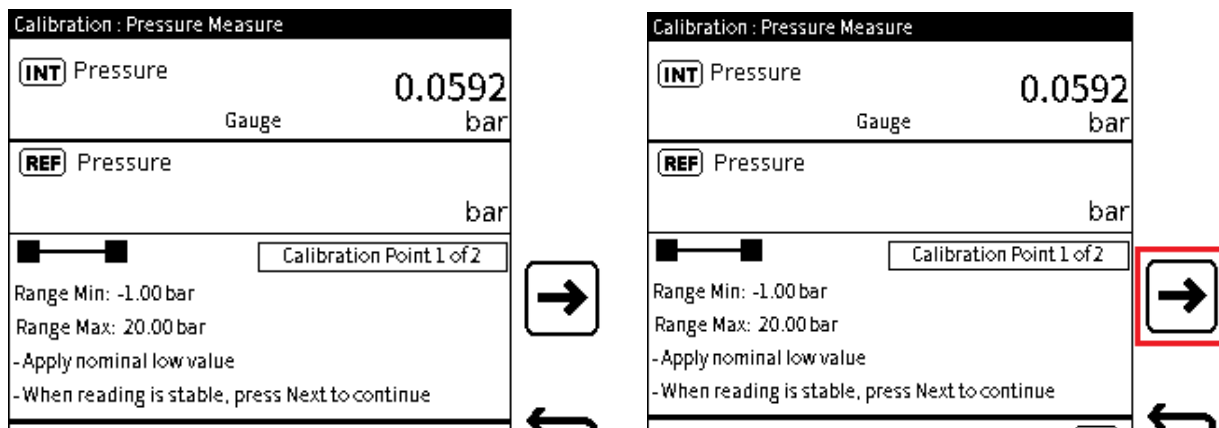 Calibration : Pressure Measure
INT Pressure
0.0592
Gauge bar
REF Pressure
bar
Calibration Point 1 of 2
Range Min: -1.00 bar
Range Max: 20.00 bar
- Apply nominal low value
- When reading is stable, press Next to continue
Calibration : Pressure Measure
INT Pressure
0.0592
Gauge bar
REF Pressure
bar
Calibration Point 1 of 2
Range Min: -1.00 bar
Range Max: 20.00 bar
- Apply nominal low value
- When reading is stable, press Next to continue